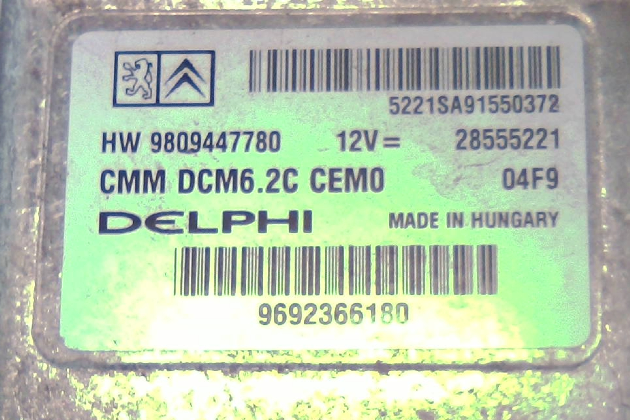 5221SA91550372
HW 9809447780 12V= 28555221
CMM DCM6.2C CEM0 04F9
DELPHI MADE IN HUNGARY
9692366180